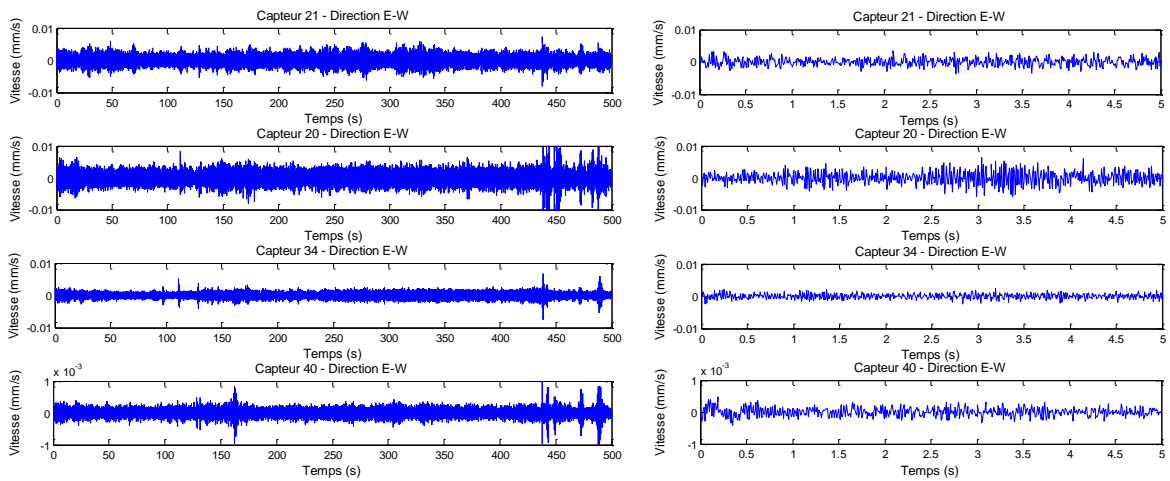 Capteur 21 - Direction E-W
Vitesse (mm/s)
0.01
0
-0.01
0 50 100 150 200 250 300 350 400 450 500
Temps (s)
Capteur 21 - Direction E-W
Vitesse (mm/s)
0.01
0
-0.01
0 0.5 1 1.5 2 2.5 3 3.5 4 4.5 5
Temps (s)
Capteur 20 - Direction E-W
Vitesse (mm/s)
0.01
0
-0.01
0 50 100 150 200 250 300 350 400 450 500
Temps (s)
Capteur 20 - Direction E-W
Vitesse (mm/s)
0.01
0
-0.01
0 0.5 1 1.5 2 2.5 3 3.5 4 4.5 5
Temps (s)
Capteur 34 - Direction E-W
Vitesse (mm/s)
0.01
0
-0.01
0 50 100 150 200 250 300 350 400 450 500
Temps (s)
Capteur 34 - Direction E-W
Vitesse (mm/s)
0.01
0
-0.01
0 0.5 1 1.5 2 2.5 3 3.5 4 4.5 5
Temps (s)
x 10⁻³
Capteur 40 - Direction E-W
Vitesse (mm/s)
1
0
-1
0 50 100 150 200 250 300 350 400 450 500
Temps (s)
x 10⁻³
Capteur 40 - Direction E-W
Vitesse (mm/s)
1
0
-1
0 0.5 1 1.5 2 2.5 3 3.5 4 4.5 5
Temps (s)